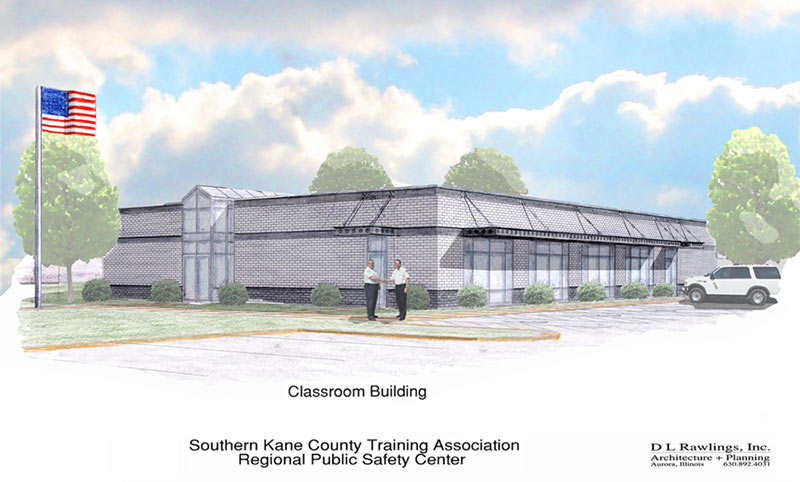 Classroom Building
Southern Kane County Training Association
Regional Public Safety Center
D L Rawlings, Inc.
Architecture + Planning
Aurora, Illinois 630.892.4031